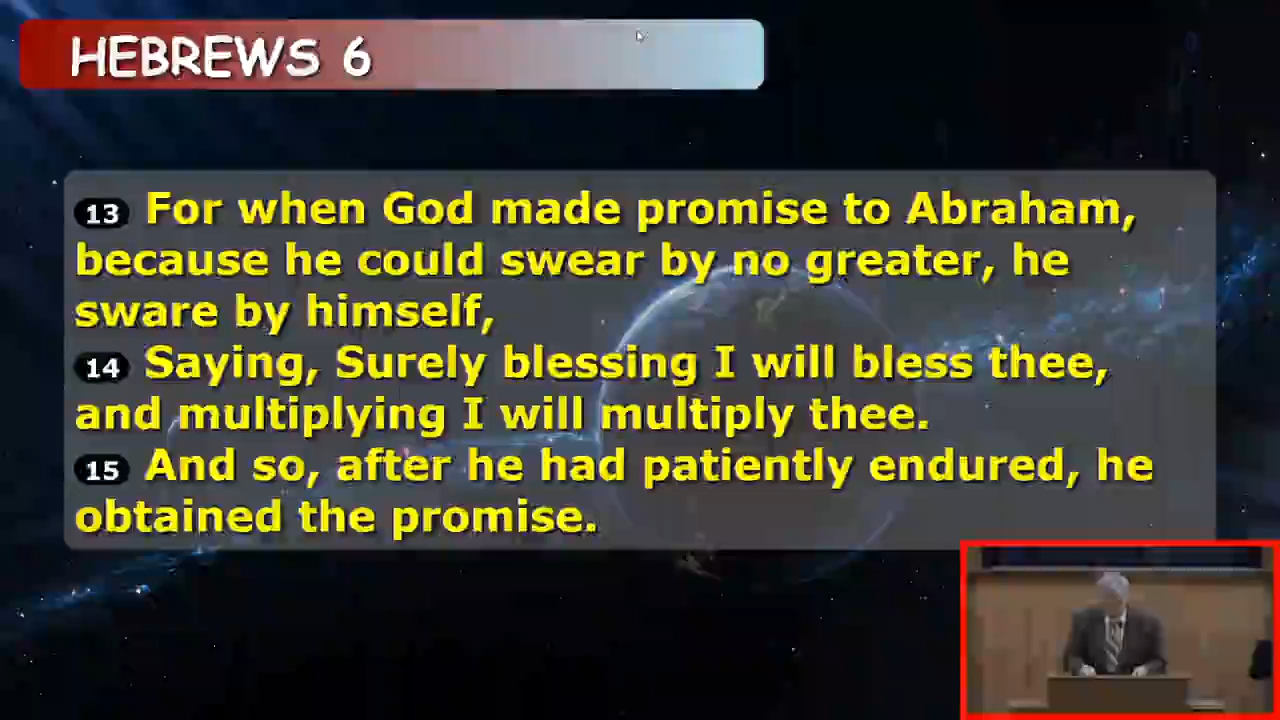 HEBREWS 6
13 For when God made promise to Abraham,
because he could swear by no greater, he
sware by himself,
14 Saying, Surely blessing I will bless thee,
and multiplying I will multiply thee.
15 And so, after he had patiently endured, he
obtained the promise.